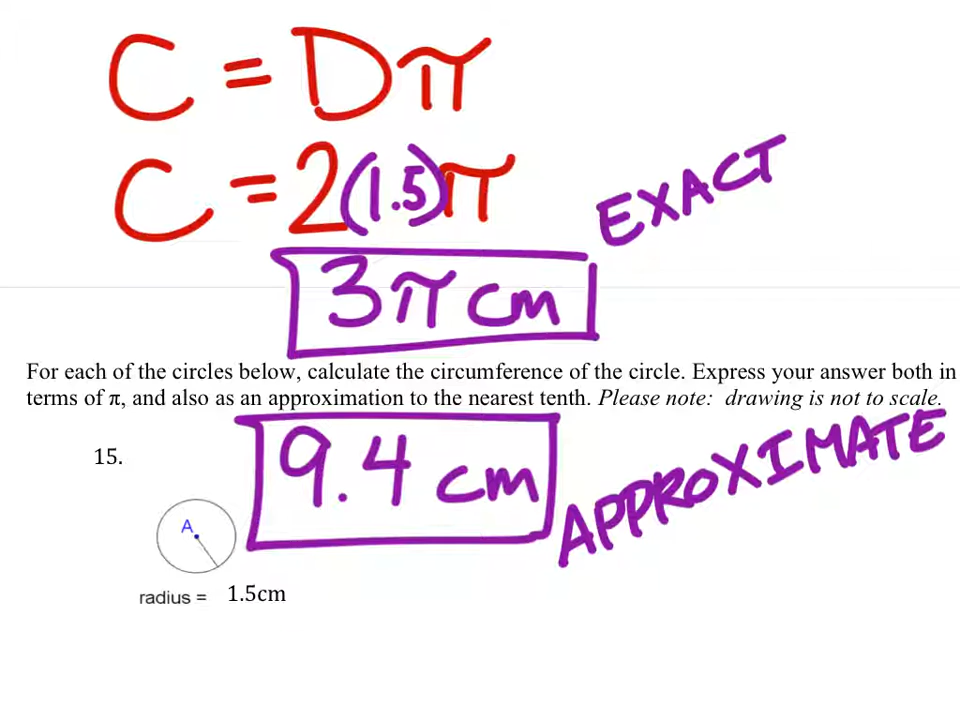 C = Dπ
C = 2(1.5)π
EXACT
3π cm
For each of the circles below, calculate the circumference of the circle. Express your answer both in
terms of π, and also as an approximation to the nearest tenth. Please note: drawing is not to scale.
15.
9.4 cm
APPROXIMATE
A
radius = 1.5cm